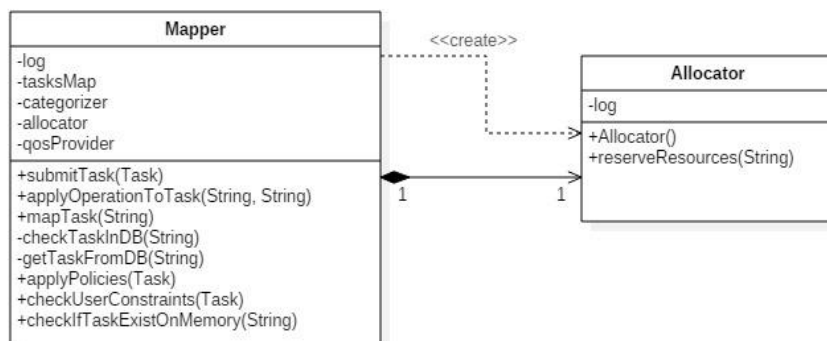 Mapper
-log
-tasksMap
-categorizer
-allocator
-qosProvider
+submitTask(Task)
+applyOperationToTask(String, String)
+mapTask(String)
-checkTaskInDB(String)
-getTaskFromDB(String)
+applyPolicies(Task)
+checkUserConstraints(Task)
+checkIfTaskExistOnMemory(String)
<<create>>
1
1
Allocator
-log
+Allocator()
+reserveResources(String)